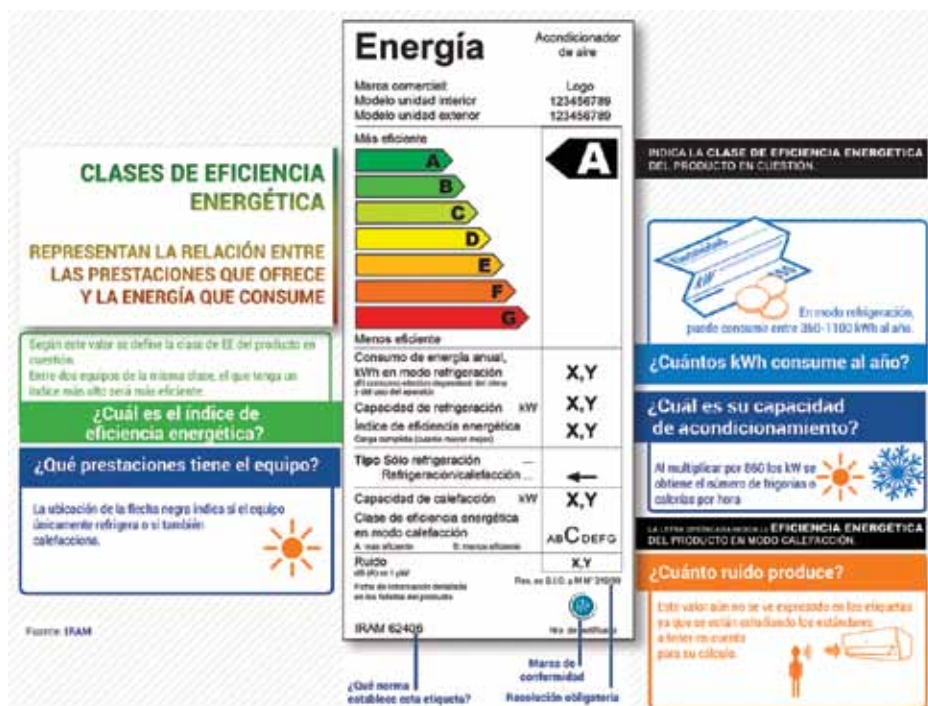 Energía
Acondicionador
de aire
Marca comercial:
Logo
Modelo unidad interior
123456789
Modelo unidad exterior
123456789
Más eficiente
A
B
C
D
E
F
G
A
Menos eficiente
Consumo de energía anual,
kWh en modo refrigeración
X,Y
Capacidad de refrigeración kW
X,Y
Índice de eficiencia energética
X,Y
Carga completa (cuanto mayor mejor)
Tipo Sólo refrigeración
Refrigeración/calefacción
Capacidad de calefacción kW
X,Y
Clase de eficiencia energética
en modo calefacción
ABCDEFG
A: más eficiente
G: menos eficiente
Ruido
X,Y
Ficha de información detallada
en los folletos del producto
IRAM 62406
¿Qué norma
establece esta etiqueta?
Marca de
conformidad
Resolución obligatoria
CLASES DE EFICIENCIA
ENERGÉTICA
REPRESENTAN LA RELACIÓN ENTRE
LAS PRESTACIONES QUE OFRECE
Y LA ENERGÍA QUE CONSUME
Según este valor se define la clase de EE del producto en
cuestión.
Entre dos equipos de la misma clase, el que tenga un
índice más alto será más eficiente.
¿Cuál es el índice de
eficiencia energética?
¿Qué prestaciones tiene el equipo?
La ubicación de la flecha negra indica si el equipo
únicamente refrigera o si también
calefacciona.
Fuente: IRAM
INDICA LA CLASE DE EFICIENCIA ENERGÉTICA
DEL PRODUCTO EN CUESTIÓN.
Electricidad
kW
En modo refrigeración,
puede consumir entre 360-1100 kWh al año.
¿Cuántos kWh consume al año?
¿Cuál es su capacidad
de acondicionamiento?
Al multiplicar por 860 los kW se
obtiene el número de frigorías o
calorías por hora
EFICIENCIA ENERGÉTICA
DEL PRODUCTO EN MODO CALEFACCIÓN.
¿Cuánto ruido produce?
Este valor aún no se ve expresado en las etiquetas
ya que se están estudiando los estándares
a tener en cuenta
para su cálculo.